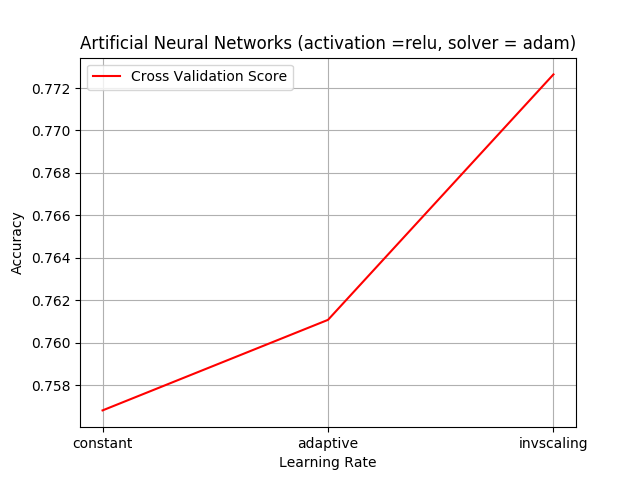 Artificial Neural Networks (activation =relu, solver = adam)
Cross Validation Score
0.772
0.770
0.768
0.766
0.764
0.762
0.760
0.758
Accuracy
constant
adaptive
invscaling
Learning Rate